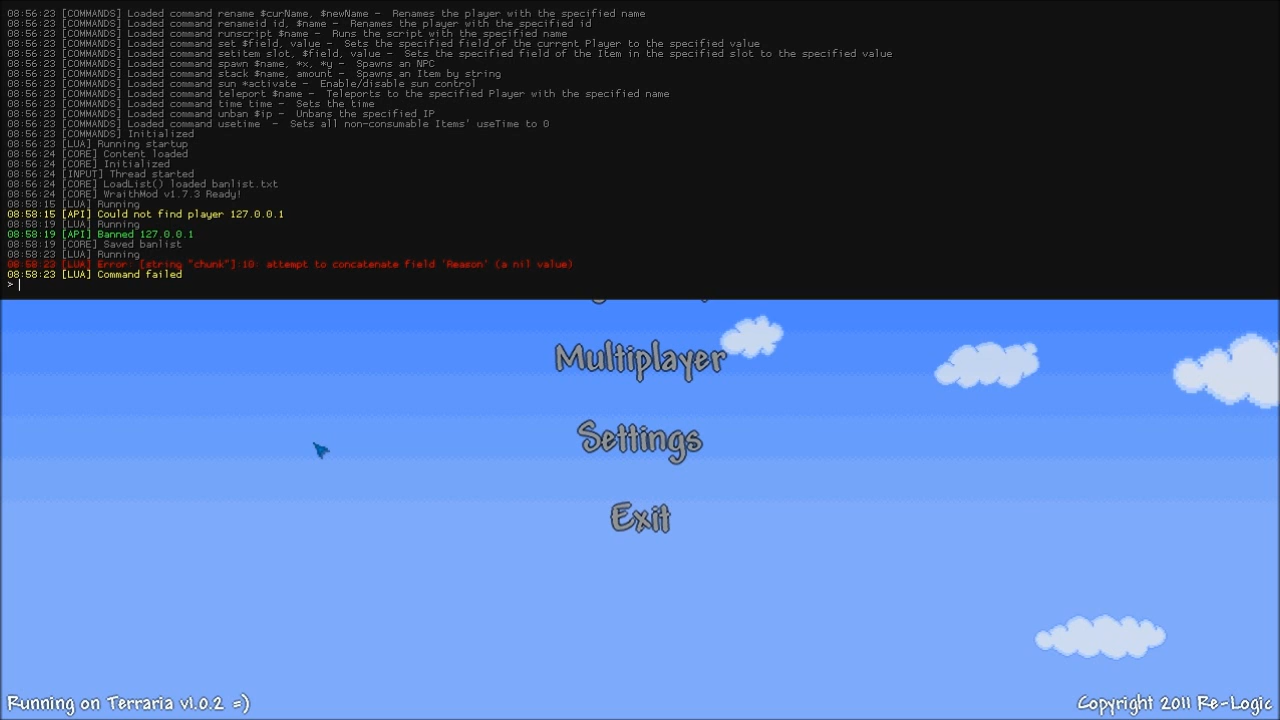 08:56:23 [COMMANDS] Loaded command rename $curName, $newName -  Renames the player with the specified name
08:56:23 [COMMANDS] Loaded command renameid id, $name -  Renames the player with the specified id
08:56:23 [COMMANDS] Loaded command runscript $name -  Runs the script with the specified name
08:56:23 [COMMANDS] Loaded command set $field, value -  Sets the specified field of the current Player to the specified value
08:56:23 [COMMANDS] Loaded command setitem slot, $field, value -  Sets the specified field of the Item in the specified slot to the specified value
08:56:23 [COMMANDS] Loaded command spawn $name, *x, *y -  Spawns an NPC
08:56:23 [COMMANDS] Loaded command stack $name, amount -  Spawns an Item by string
08:56:23 [COMMANDS] Loaded command sun *activate -  Enable/disable sun control
08:56:23 [COMMANDS] Loaded command teleport $name -  Teleports to the specified Player with the specified name
08:56:23 [COMMANDS] Loaded command time time -  Sets the time
08:56:23 [COMMANDS] Loaded command unban $ip -  Unbans the specified IP
08:56:23 [COMMANDS] Loaded command usetime  -  Sets all non-consumable Items' useTime to 0
08:56:23 [COMMANDS] Initialized
08:56:23 [LUA] Running startup
08:56:24 [CORE] Content loaded
08:56:24 [CORE] Initialized
08:56:24 [INPUT] Thread started
08:56:24 [CORE] LoadList() loaded banlist.txt
08:56:24 [CORE] WraithMod v1.7.3 Ready!
08:58:15 [LUA] Running
08:58:15 [API] Could not find player 127.0.0.1
08:58:19 [LUA] Running
08:58:19 [API] Banned 127.0.0.1
08:58:19 [CORE] Saved banlist
08:58:23 [LUA] Running
08:58:23 [LUA] Error: [string "chunk"]:10: attempt to concatenate field 'Reason' (a nil value)
08:58:23 [LUA] Command failed
>
Multiplayer
Settings
Exit
Running on Terraria v1.0.2 =)
Copyright 2011 Re-Logic